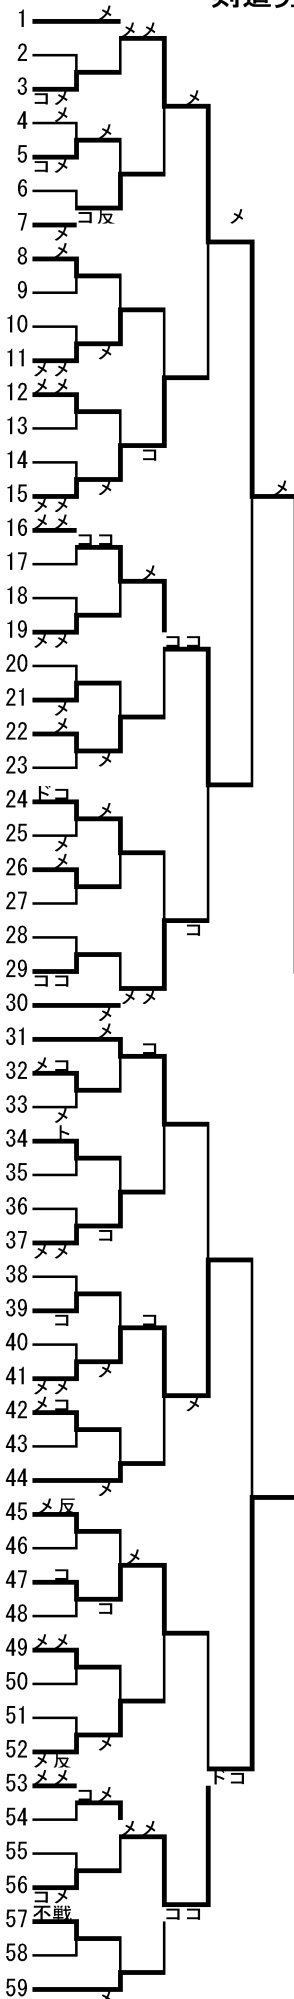 1 メ
メメ
2
3
コメ
メ
4 メ
メ
5
コメ
6
コ反
7
メ
メ
8 メ
9
10
11
メメ メ
12 メメ
13
コ
14
15 メ
メメ
16 メメ
ココ
17
メ
18
19
メメ ココ
20
21
メ
22 メ
23 メ
メ
24 ドコ
メ
25
メ
26 メ
27
28
コ
29
ココ
メメ
30
メ
31 メ
コ
32 メコ
33
メ
34 ト
35
36
37 コ
メメ
38
39
コ
コ
40
41 メ
メメ
42 メコ
メ
43
44
メ
45 メ反
46
メ
47 コ
48 コ
49 メメ
50
51
52 メ
メ反
53 メメ
ドコ
コメ
54
メメ
55
56
コメ
57 不戦
ココ
58
59
メ